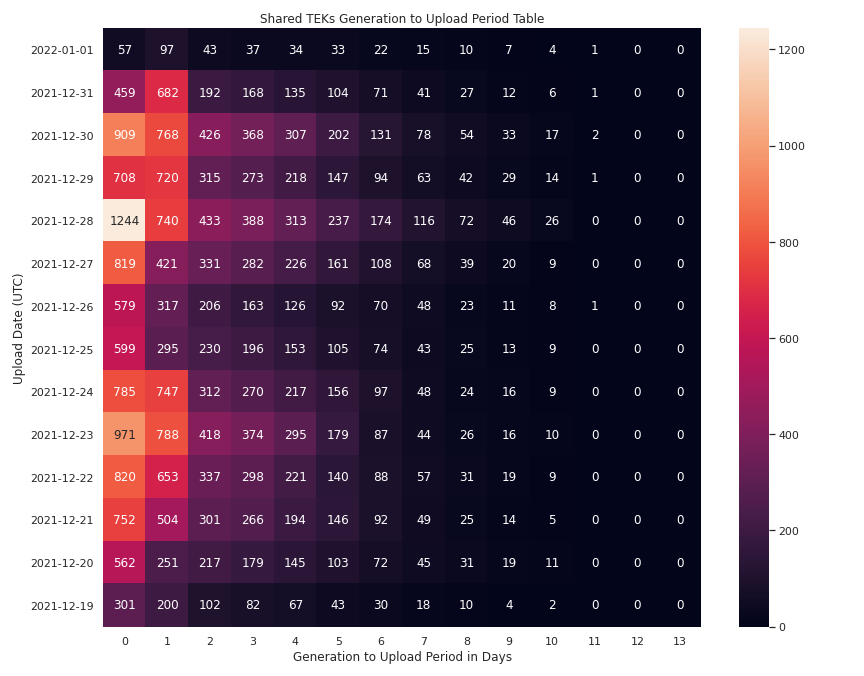 Shared TEKs Generation to Upload Period Table
Upload Date (UTC)
2022-01-01 57 97 43 37 34 33 22 15 10 7 4 1 0 0
2021-12-31 459 682 192 168 135 104 71 41 27 12 6 1 0 0
2021-12-30 909 768 426 368 307 202 131 78 54 33 17 2 0 0
2021-12-29 708 720 315 273 218 147 94 63 42 29 14 1 0 0
2021-12-28 1244 740 433 388 313 237 174 116 72 46 26 0 0 0
2021-12-27 819 421 331 282 226 161 108 68 39 20 9 0 0 0
2021-12-26 579 317 206 163 126 92 70 48 23 11 8 1 0 0
2021-12-25 599 295 230 196 153 105 74 43 25 13 9 0 0 0
2021-12-24 785 747 312 270 217 156 97 48 24 16 9 0 0 0
2021-12-23 971 788 418 374 295 179 87 44 26 16 10 0 0 0
2021-12-22 820 653 337 298 221 140 88 57 31 19 9 0 0 0
2021-12-21 752 504 301 266 194 146 92 49 25 14 5 0 0 0
2021-12-20 562 251 217 179 145 103 72 45 31 19 11 0 0 0
2021-12-19 301 200 102 82 67 43 30 18 10 4 2 0 0 0
0 1 2 3 4 5 6 7 8 9 10 11 12 13
Generation to Upload Period in Days
1200
1000
800
600
400
200
0